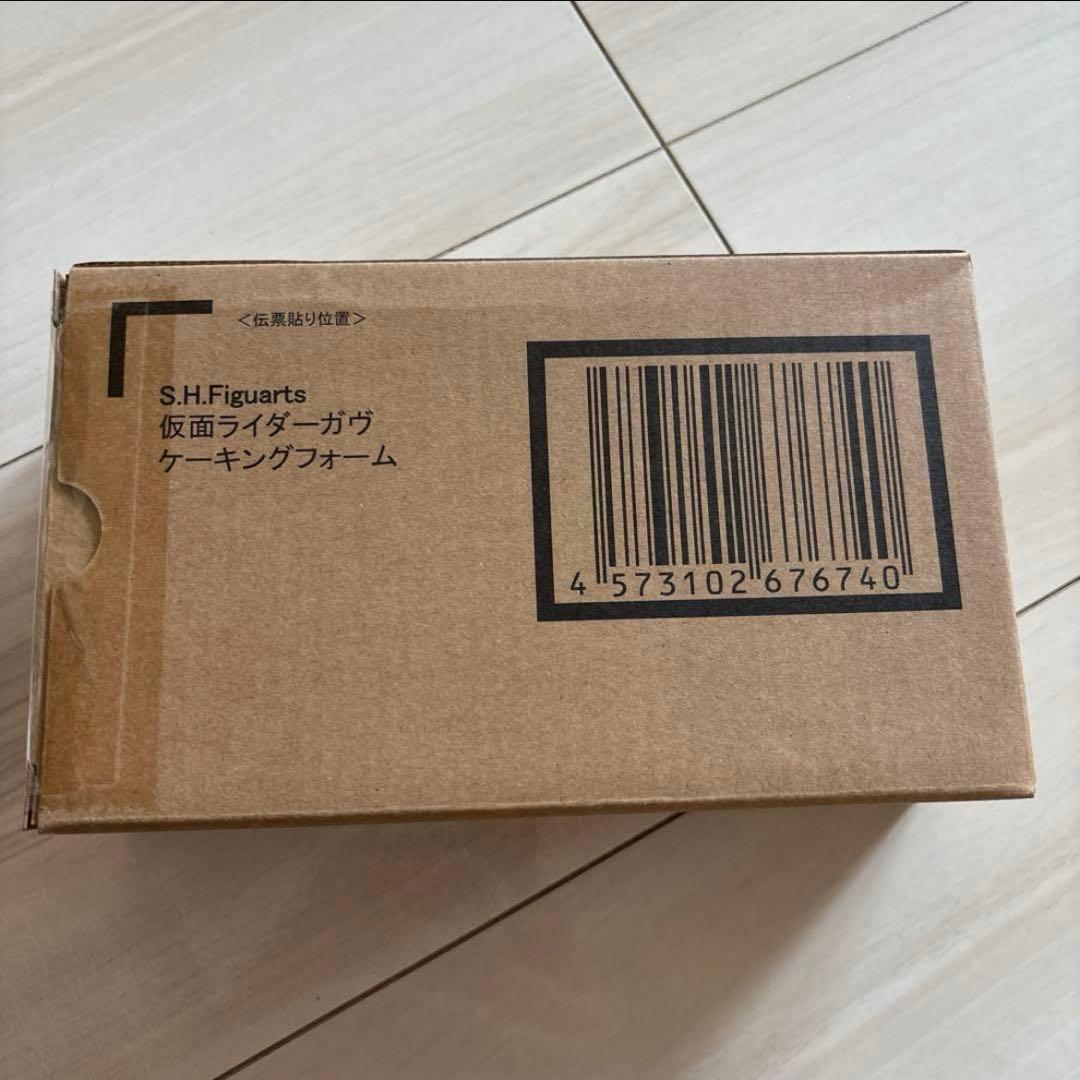 ＜伝票貼り位置＞
S.H.Figuarts
仮面ライダーガヴ
ケーキングフォーム
4 573102 676740